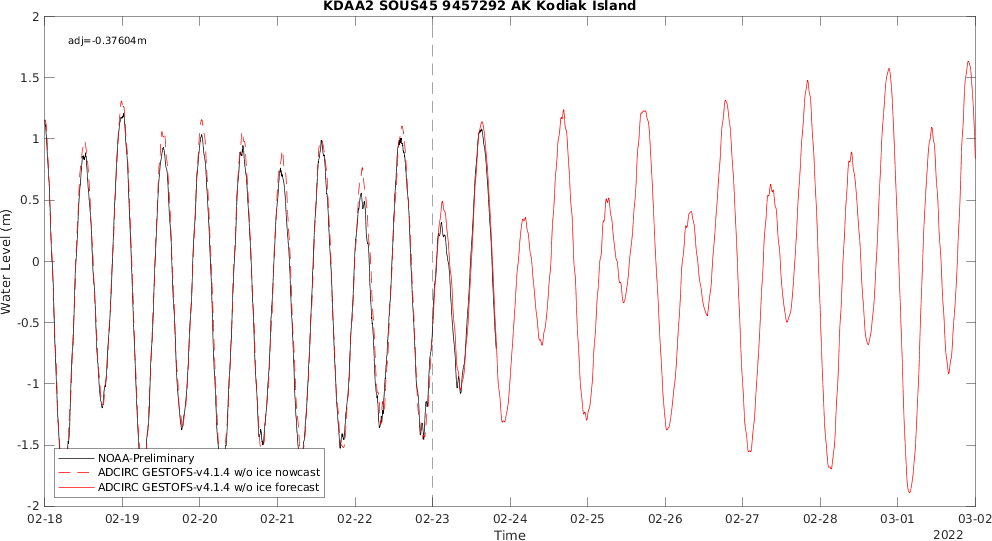 KDAA2 SOUS45 9457292 AK Kodiak Island
adj=-0.37604m
Water Level (m)
2
1.5
1
0.5
0
-0.5
-1
-1.5
-2
NOAA-Preliminary
ADCIRC GESTOFS-v4.1.4 w/o ice nowcast
ADCIRC GESTOFS-v4.1.4 w/o ice forecast
02-18 02-19 02-20 02-21 02-22 02-23 02-24 02-25 02-26 02-27 02-28 03-01 03-02
Time
2022